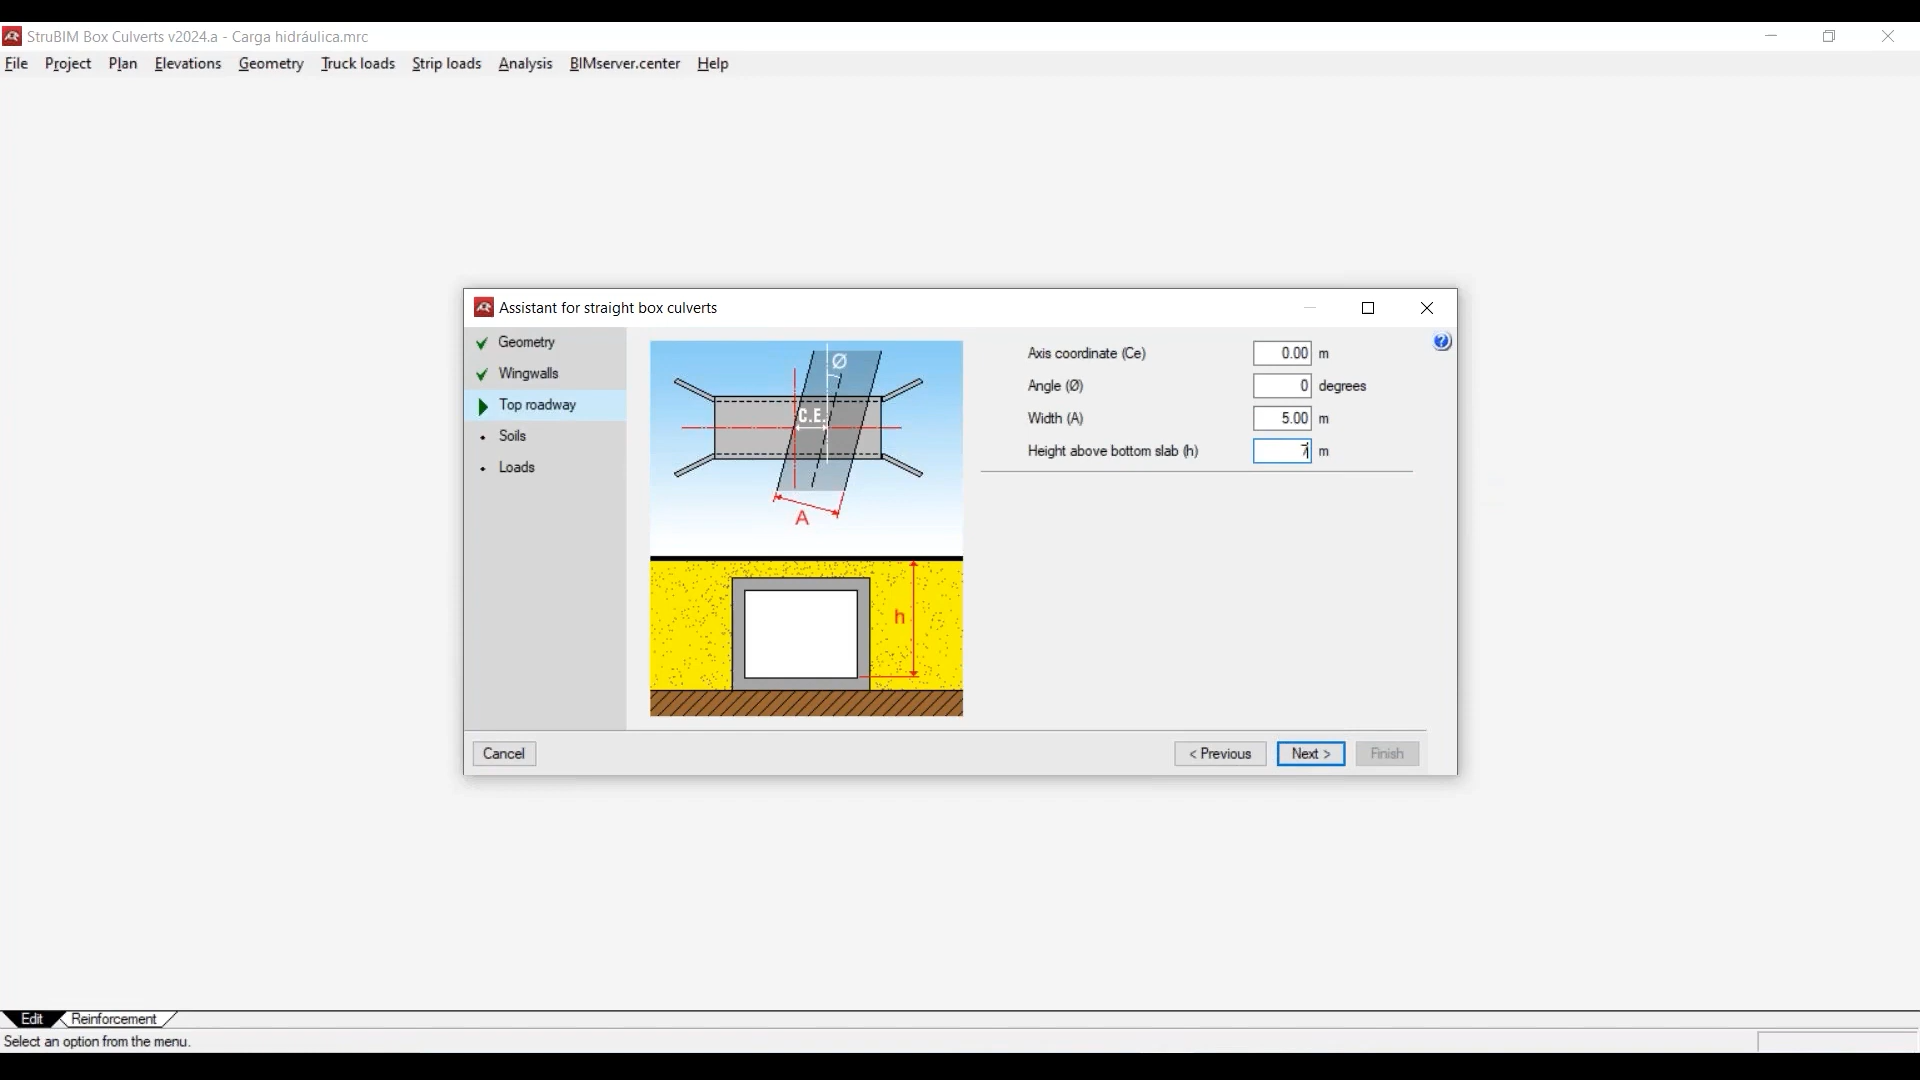 StruBIM Box Culverts v2024.a - Carga hidráulica.mrc
File Project Plan Elevations Geometry Truck loads Strip loads Analysis BIMserver.center Help
Assistant for straight box culverts
Geometry
Wingwalls
Top roadway
Soils
Loads
Ø
C.E.
A
h
Axis coordinate (Ce) 0.00 m
Angle (Ø) 0 degrees
Width (A) 5.00 m
Height above bottom slab (h) 7 m
Cancel < Previous Next > Finish
Edit Reinforcement
Select an option from the menu.